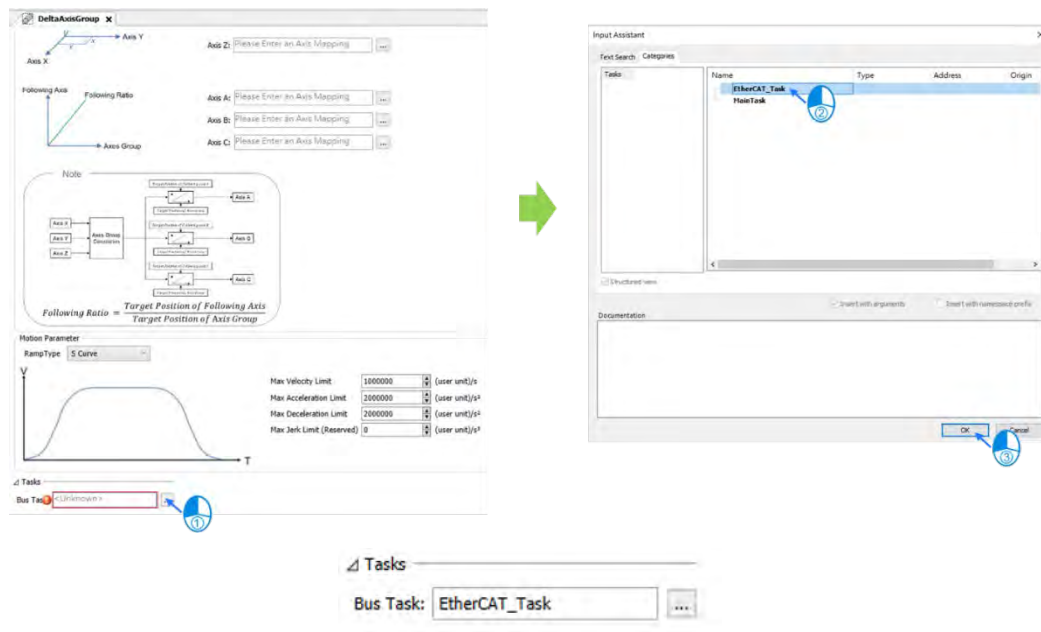 DeltaAxisGroup x
Axis Y
Axis X
Axis Z: Please Enter an Axis Mapping ...
Following Axis
Following Ratio
Axis Group
Axis A: Please Enter an Axis Mapping ...
Axis B: Please Enter an Axis Mapping ...
Axis C: Please Enter an Axis Mapping ...
Note
Axis X
Axis Y
Axis Z
Axis Group
Axis A
Axis B
Axis C
Following Ratio = Target Position of Following Axis
Target Position of Axis Group
Motion Parameter
RampType S Curve
V
T
Max Velocity Limit 1000000 (user unit)/s
Max Acceleration Limit 2000000 (user unit)/s²
Max Deceleration Limit 2000000 (user unit)/s²
Max Jerk Limit (Reserved) 0 (user unit)/s³
Tasks
Bus Tas <Unknown>
①
Input Assistant
Text Search Categories
Tasks
Name Type Address Origin
EtherCAT_Task
②
MainTask
Structured view
Insert with arguments Insert with namespace prefix
Documentation
OK Cancel
③
Tasks
Bus Task: EtherCAT_Task ...